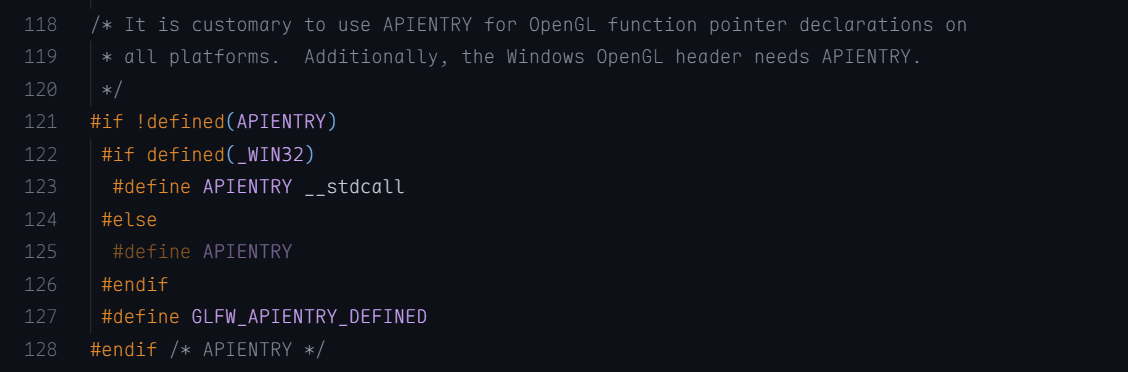 118 /* It is customary to use APIENTRY for OpenGL function pointer declarations on
119  * all platforms.  Additionally, the Windows OpenGL header needs APIENTRY.
120  */
121 #if !defined(APIENTRY)
122  #if defined(_WIN32)
123   #define APIENTRY __stdcall
124  #else
125   #define APIENTRY
126  #endif
127  #define GLFW_APIENTRY_DEFINED
128 #endif /* APIENTRY */